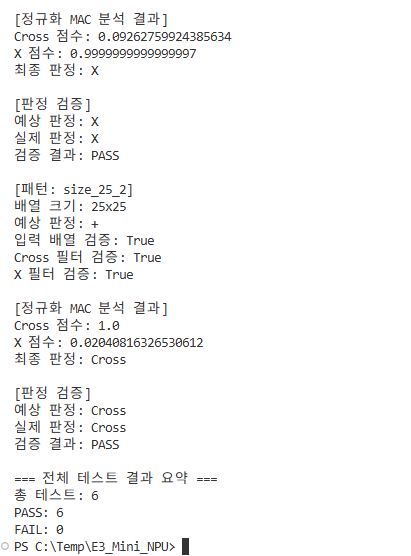 [정규화 MAC 분석 결과]
Cross 점수: 0.09262759924385634
X 점수: 0.9999999999999997
최종 판정: X
[판정 검증]
예상 판정: X
실제 판정: X
검증 결과: PASS
[패턴: size_25_2]
배열 크기: 25x25
예상 판정: +
입력 배열 검증: True
Cross 필터 검증: True
X 필터 검증: True
[정규화 MAC 분석 결과]
Cross 점수: 1.0
X 점수: 0.02040816326530612
최종 판정: Cross
[판정 검증]
예상 판정: Cross
실제 판정: Cross
검증 결과: PASS
=== 전체 테스트 결과 요약 ===
총 테스트: 6
PASS: 6
FAIL: 0
PS C:\Temp\E3_Mini_NPU>